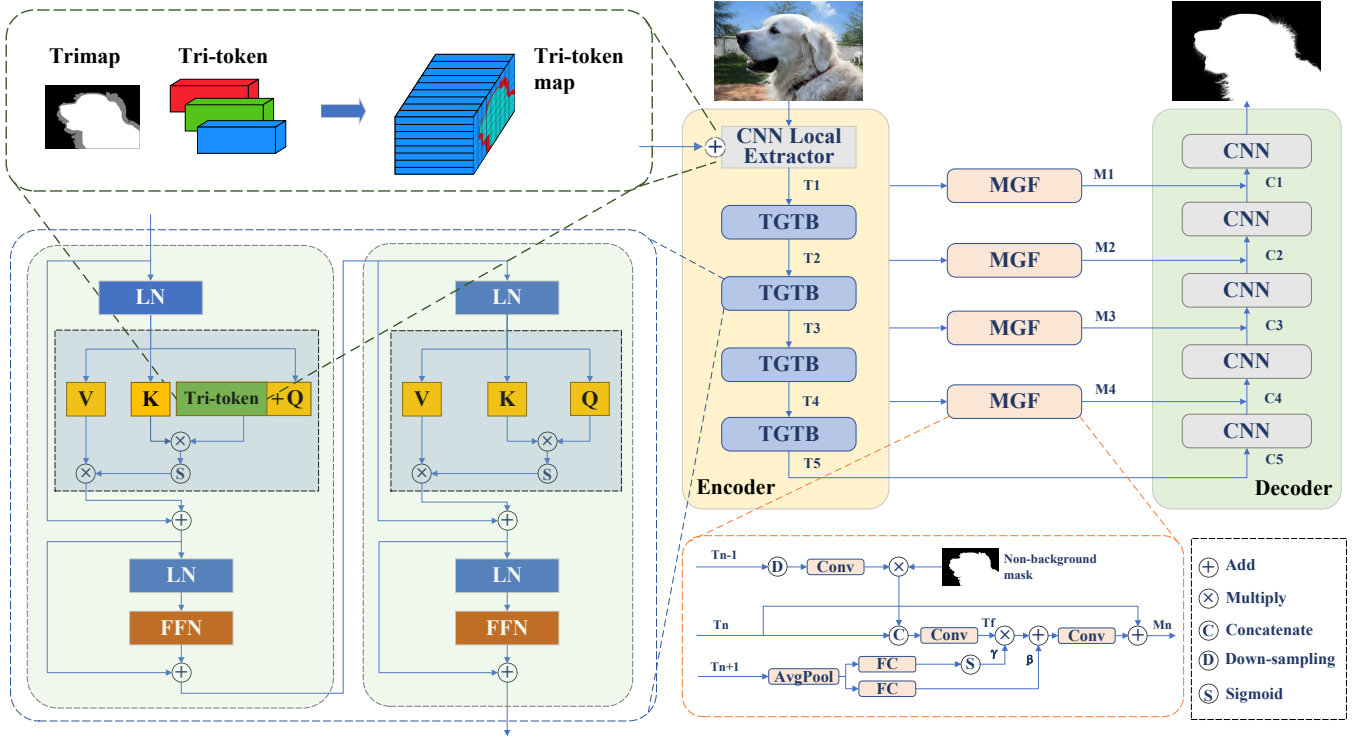 Trimap
Tri-token
Tri-token
map
CNN Local
Extractor
T1
TGTB
T2
TGTB
T3
TGTB
T4
TGTB
T5
Encoder
MGF
M1
MGF
M2
MGF
M3
MGF
M4
CNN
C1
CNN
C2
CNN
C3
CNN
C4
CNN
C5
Decoder
LN
V
K
Tri-token
+Q
×
×
S
+
LN
FFN
+
LN
V
K
Q
×
×
S
+
LN
FFN
+
+
Tn-1
D
Conv
×
Non-background
mask
Tn
C
Conv
Tf
×
+
Conv
+
Mn
γ
β
Tn+1
AvgPool
FC
S
FC
+ Add
× Multiply
C Concatenate
D Down-sampling
S Sigmoid